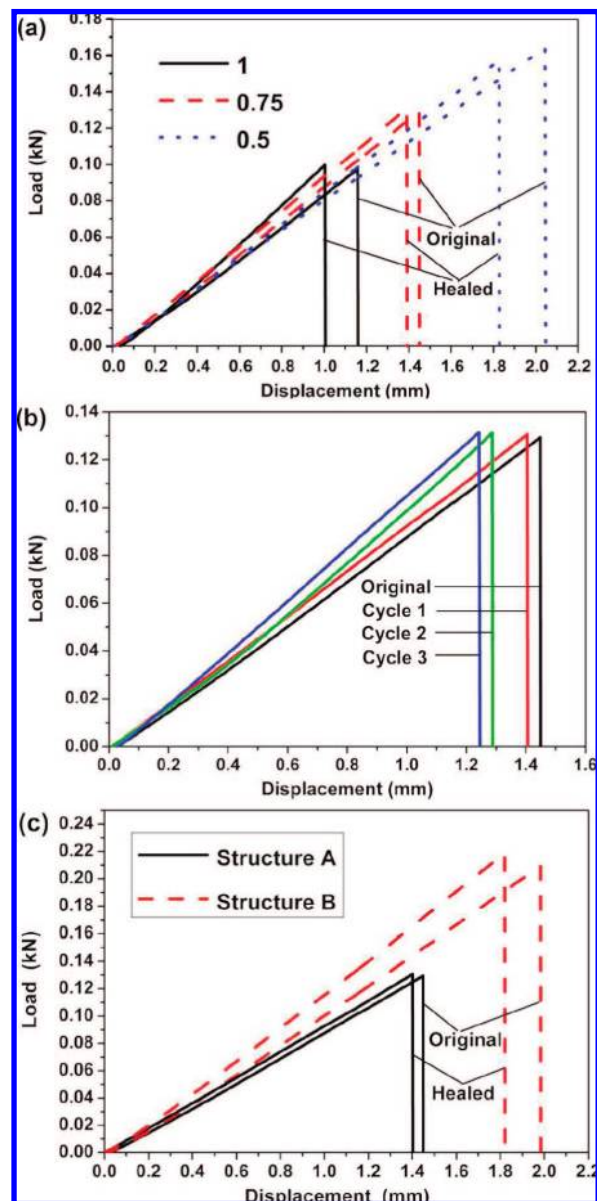 (a)
0.18
0.16
0.14
0.12
0.10
0.08
0.06
0.04
0.02
0.00
Load (kN)
1
0.75
0.5
Original
Healed
0.0 0.2 0.4 0.6 0.8 1.0 1.2 1.4 1.6 1.8 2.0 2.2
Displacement (mm)
(b)
0.14
0.12
0.10
0.08
0.06
0.04
0.02
0.00
Load (kN)
Original
Cycle 1
Cycle 2
Cycle 3
0.0 0.2 0.4 0.6 0.8 1.0 1.2 1.4 1.6
Displacement (mm)
(c)
0.24
0.22
0.20
0.18
0.16
0.14
0.12
0.10
0.08
0.06
0.04
0.02
0.00
Load (kN)
Structure A
Structure B
Original
Healed
0.0 0.2 0.4 0.6 0.8 1.0 1.2 1.4 1.6 1.8 2.0 2.2
Displacement (mm)